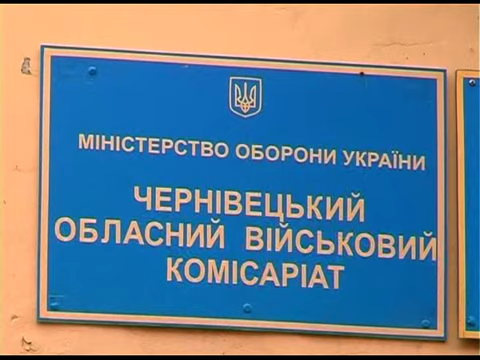 МІНІСТЕРСТВО ОБОРОНИ УКРАЇНИ
ЧЕРНІВЕЦЬКИЙ
ОБЛАСНИЙ ВІЙСЬКОВИЙ
КОМІСАРІАТ